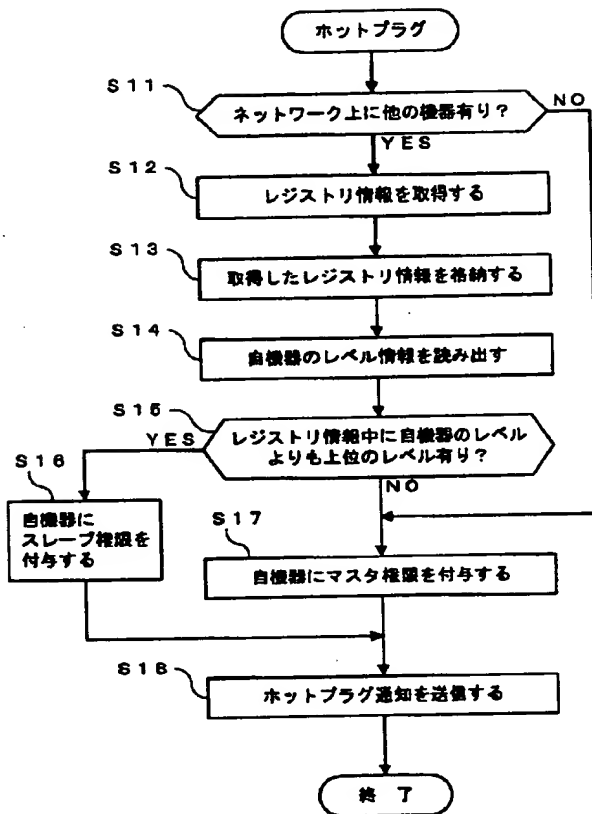 ホットプラグ
S11
ネットワーク上に他の機器有り?
NO
YES
S12
レジストリ情報を取得する
S13
取得したレジストリ情報を格納する
S14
自機器のレベル情報を読み出す
S15
YES
レジストリ情報中に自機器のレベル
よりも上位のレベル有り?
NO
S16
自機器に
スレーブ権限を
付与する
S17
自機器にマスタ権限を付与する
S18
ホットプラグ通知を送信する
終 了